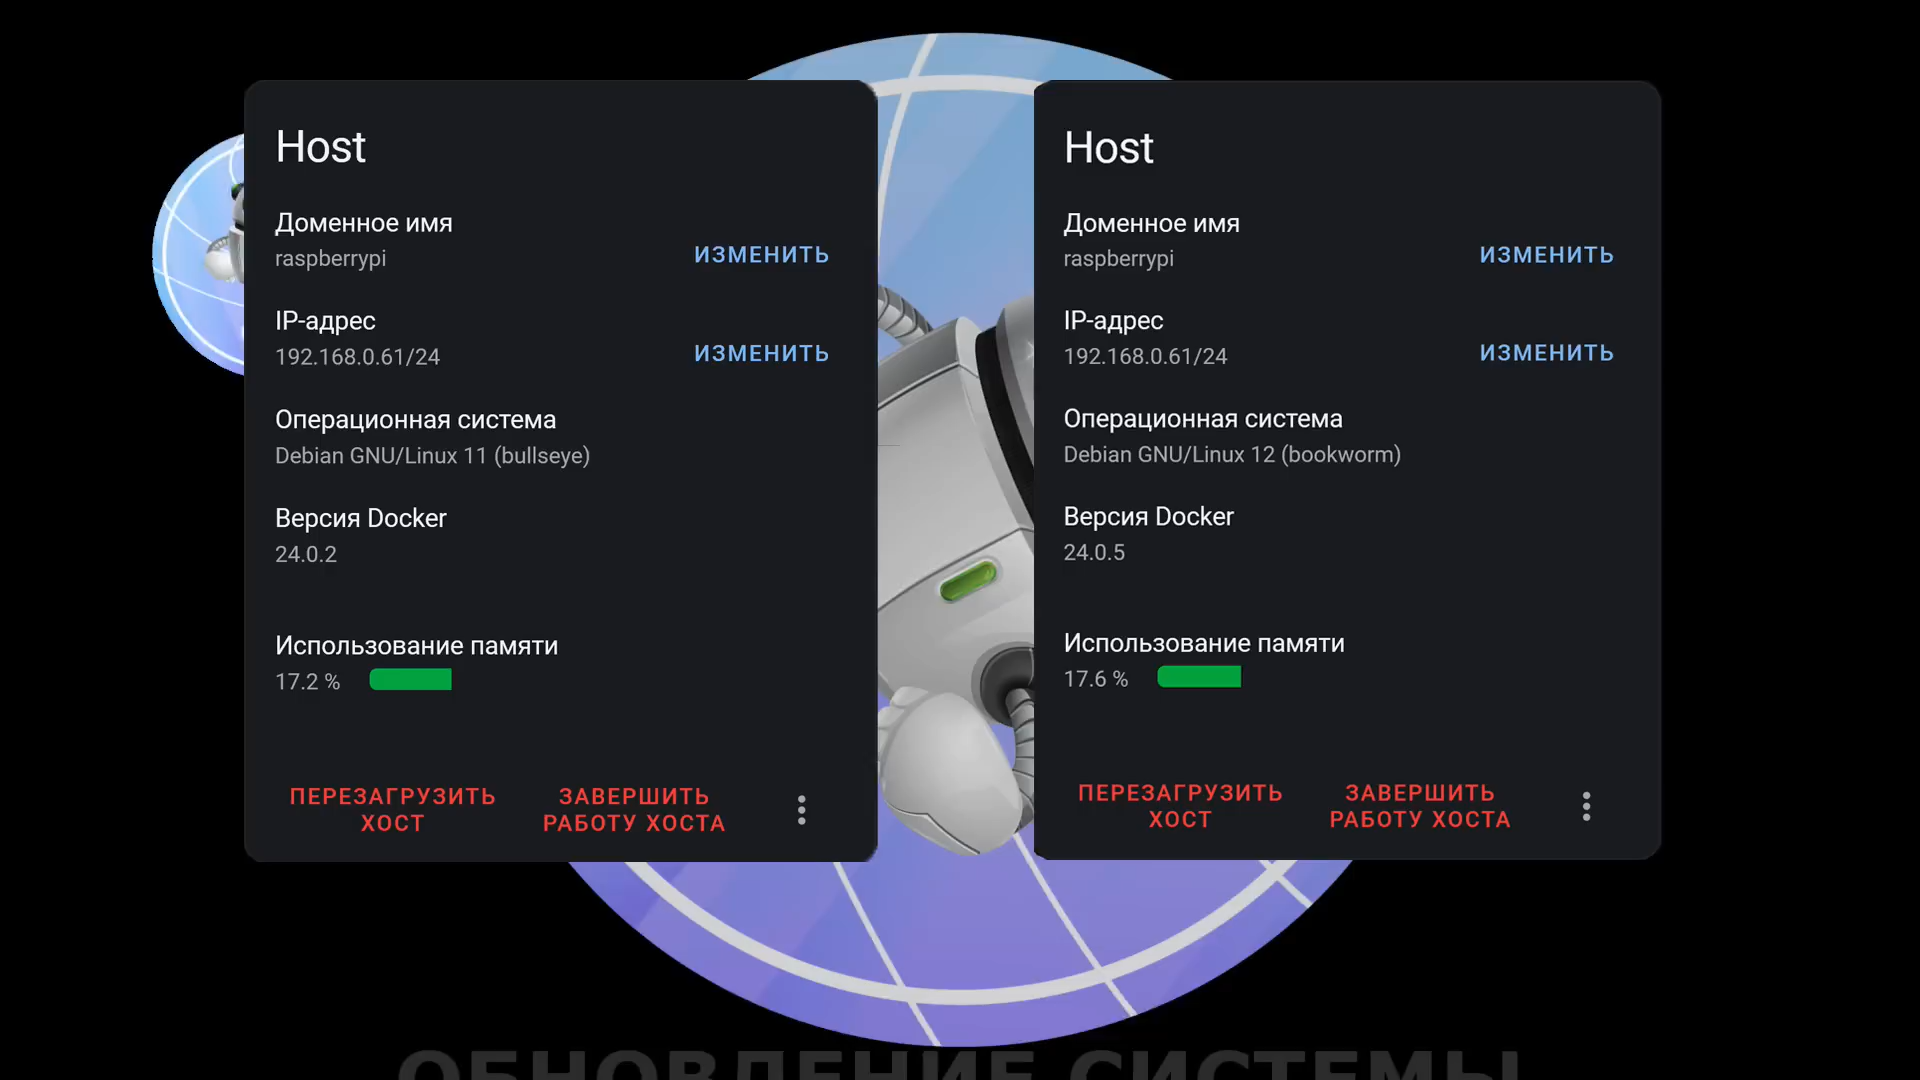 Host
Доменное имя
raspberrypi
ИЗМЕНИТЬ
IP-адрес
192.168.0.61/24
ИЗМЕНИТЬ
Операционная система
Debian GNU/Linux 11 (bullseye)
Версия Docker
24.0.2
Использование памяти
17.2 %
ПЕРЕЗАГРУЗИТЬ
ХОСТ
ЗАВЕРШИТЬ
РАБОТУ ХОСТА
Host
Доменное имя
raspberrypi
ИЗМЕНИТЬ
IP-адрес
192.168.0.61/24
ИЗМЕНИТЬ
Операционная система
Debian GNU/Linux 12 (bookworm)
Версия Docker
24.0.5
Использование памяти
17.6 %
ПЕРЕЗАГРУЗИТЬ
ХОСТ
ЗАВЕРШИТЬ
РАБОТУ ХОСТА
ОБНОВЛЕНИЕ СИСТЕМЫ